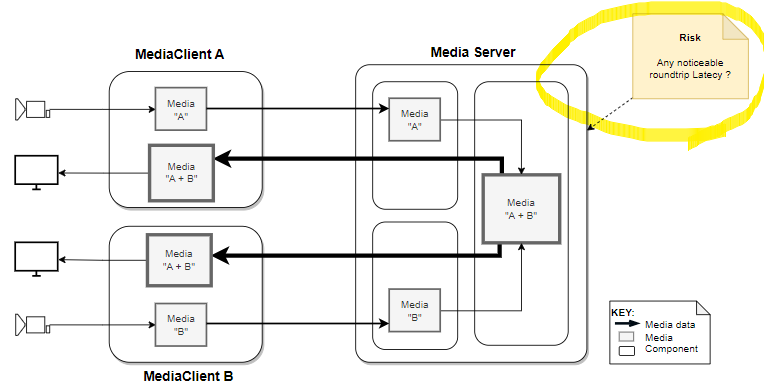 MediaClient A
Media Server
Risk
Any noticeable
roundtrip Latecy ?
Media
"A"
Media
"A"
Media
"A + B"
Media
"A + B"
Media
"A + B"
Media
"B"
Media
"B"
KEY:
Media data
Media
Component
MediaClient B